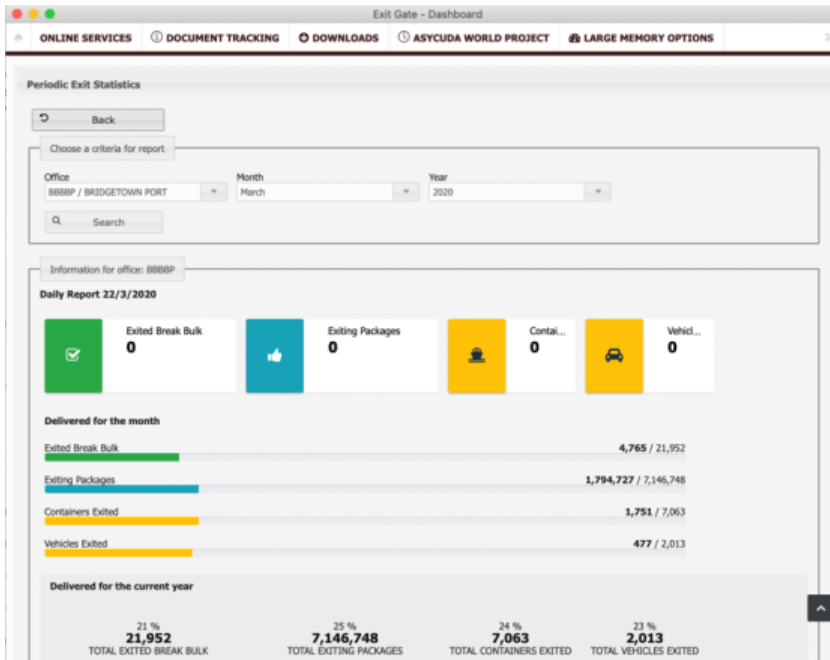 Exit Gate - Dashboard
ONLINE SERVICES DOCUMENT TRACKING DOWNLOADS ASYCUDA WORLD PROJECT LARGE MEMORY OPTIONS
Periodic Exit Statistics
Back
Choose a criteria for report
Office Month Year
BBBBP / BRIDGETOWN PORT March 2020
Search
Information for office: BBBBP
Daily Report 22/3/2020
Exited Break Bulk Exiting Packages Contai... Vehicl...
0 0 0 0
Delivered for the month
Exited Break Bulk 4,765 / 21,952
Exiting Packages 1,794,727 / 7,146,748
Containers Exited 1,751 / 7,063
Vehicles Exited 477 / 2,013
Delivered for the current year
21 % 25 % 24 % 23 %
21,952 7,146,748 7,063 2,013
TOTAL EXITED BREAK BULK TOTAL EXITING PACKAGES TOTAL CONTAINERS EXITED TOTAL VEHICLES EXITED